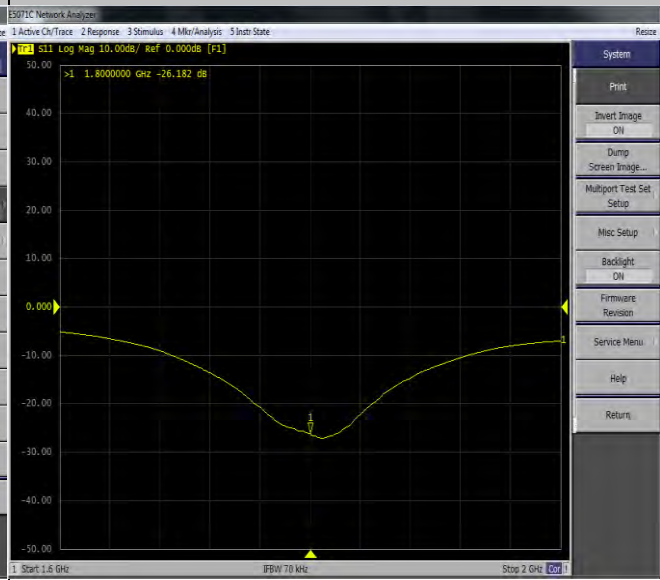 E5071C Network Analyzer
1 Active Ch/Trace 2 Response 3 Stimulus 4 Mkr/Analysis 5 Instr State
Resize
Tr1 S11 Log Mag 10.00dB/ Ref 0.000dB [F1]
>1 1.8000000 GHz -26.182 dB
50.00
40.00
30.00
20.00
10.00
0.000
-10.00
-20.00
-30.00
-40.00
-50.00
1
1
1 Start 1.6 GHz
IFBW 70 kHz
Stop 2 GHz
Cor
!
System
Print
Invert Image
ON
Dump
Screen Image...
Multiport Test Set
Setup
Misc Setup
Backlight
ON
Firmware
Revision
Service Menu
Help
Return